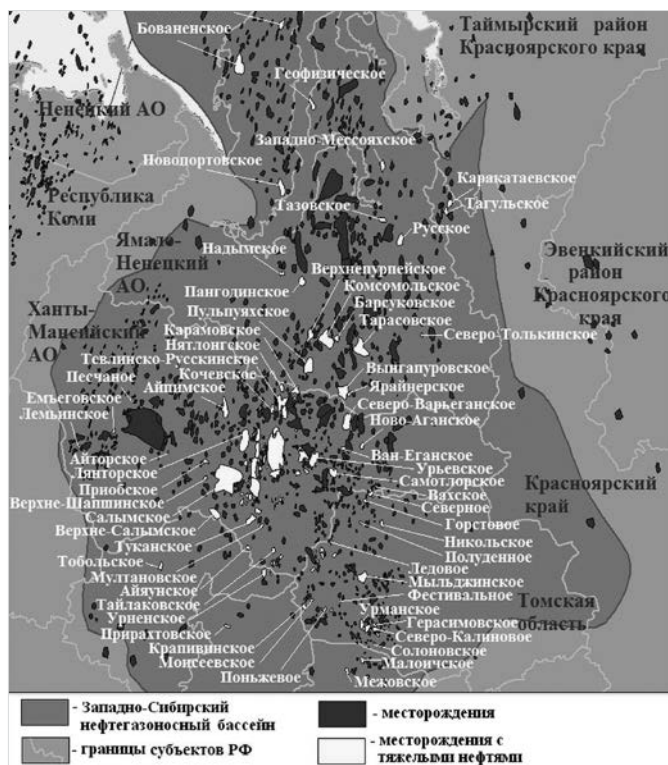 Бованенское
Таймырский район
Красноярского края
Геофизическое
Ненецкий АО
Западно-Мессояхское
Новопортовское
Каракатаевское
Тагульское
Республика
Коми
Тазовское
Русское
Ямало-
Ненецкий
АО
Надымское
Верхнепурпейское
Комсомольское
Барсуковское
Тарасовское
Эвенкийский
район
Красноярского
края
Пангодинское
Пульпуяхское
Ханты-
Мансийский
АО
Карамовское
Нятлонгское
Северо-Толькинское
Тевлинско-Русскинское
Кочевское
Вынгапуровское
Песчаное
Айпимское
Ярайнерское
Емъеговское
Северо-Варьеганское
Лемьинское
Ново-Аганское
Айторское
Ван-Еганское
Лянторское
Урьевское
Приобское
Самотлорское
Красноярский
край
Верхне-Шапшинское
Вахское
Салымское
Северное
Верхне-Салымское
Горстовое
Туканское
Никольское
Тобольское
Полуденное
Мултановское
Ледовое
Айяунское
Мыльджинское
Тайлаковское
Фестивальное
Томская
область
Урненское
Урманское
Прирахтовское
Герасимовское
Крапивинское
Северо-Калиновое
Моисеевское
Солоновское
Поньжевое
Малоичское
Межовское
- Западно-Сибирский
нефтегазоносный бассейн
- месторождения
- границы субъектов РФ
- месторождения с
тяжелыми нефтями